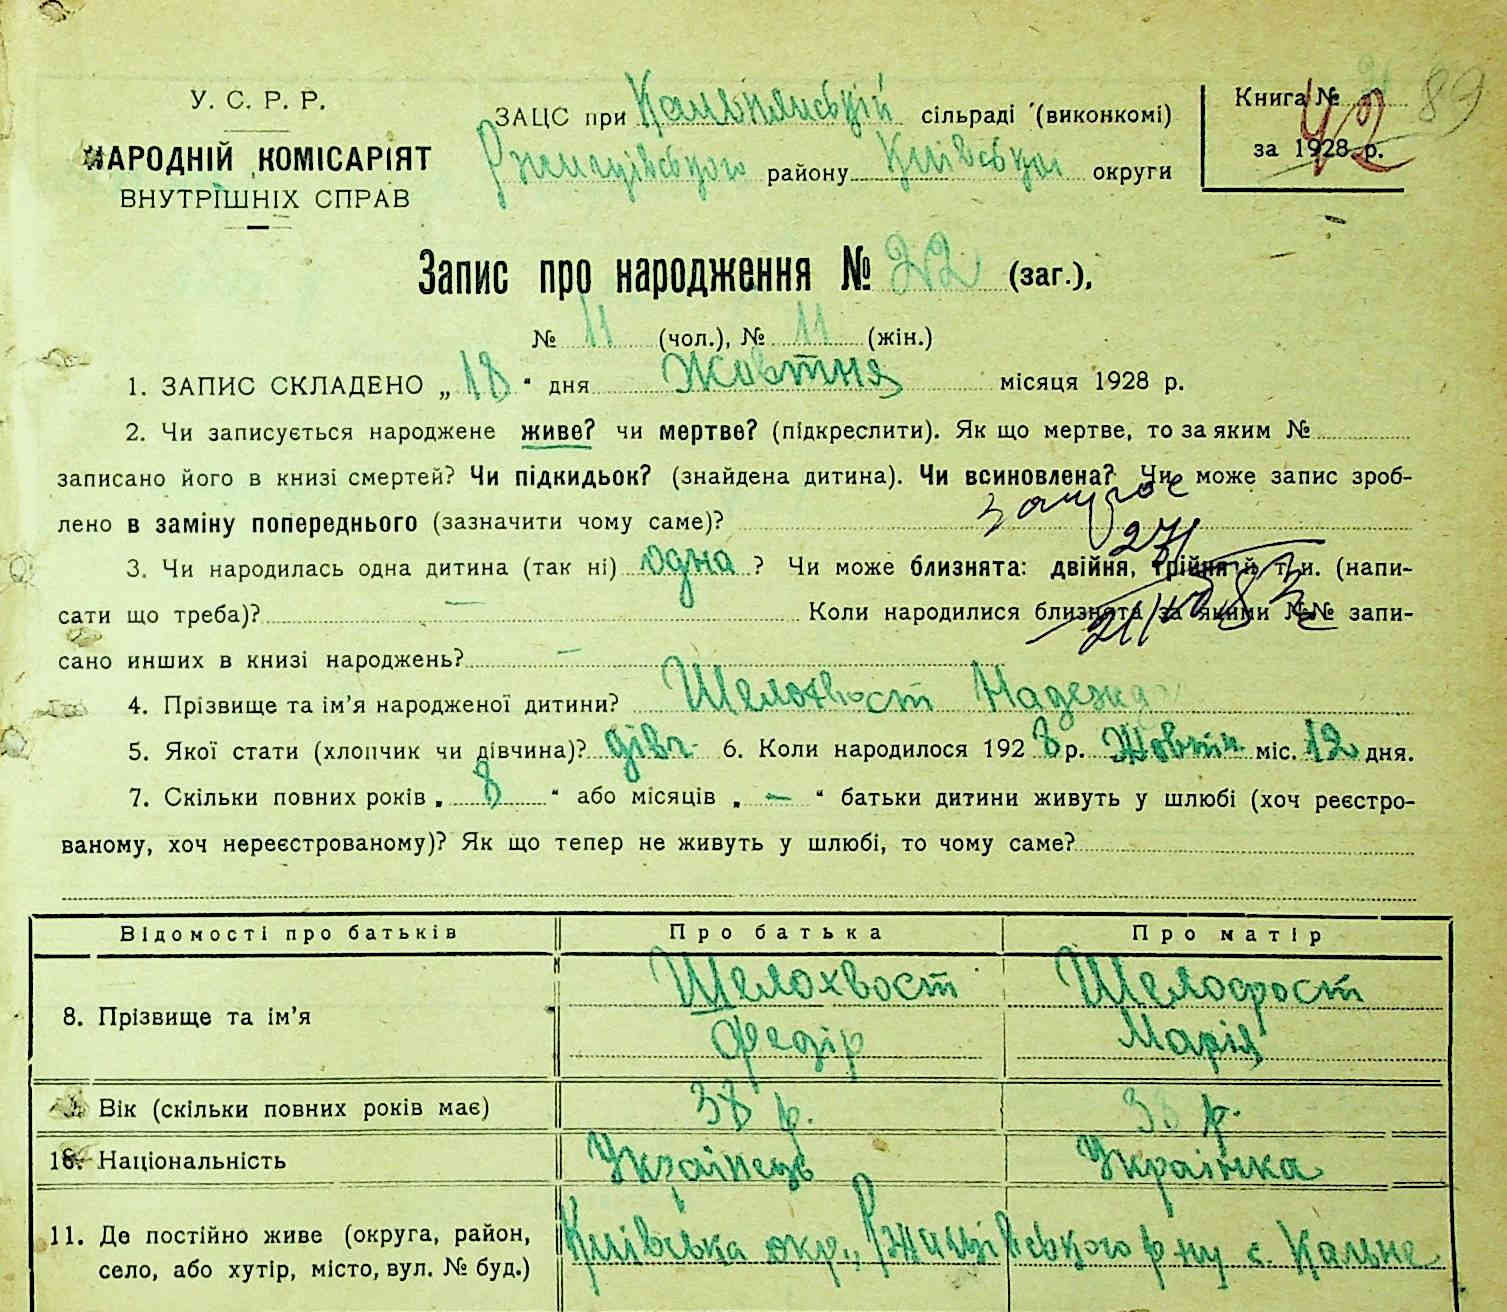 У. С. Р. Р.
НАРОДНІЙ КОМІСАРІЯТ
ВНУТРІШНІХ СПРАВ
ЗАЦС при сільраді (виконкомі)
Ржищівського району Київської округи
Книга №
за 1928 р.
42
89
Запис про народження № 22 (заг.),
№ 11 (чол.), № 11 (жін.)
1. ЗАПИС СКЛАДЕНО „ 18 “ дня Жовтня місяця 1928 р.
2. Чи записується народжене живе? чи мертве? (підкреслити). Як що мертве, то за яким №
записано його в книзі смертей? Чи підкидьок? (знайдена дитина). Чи всиновлена? Чи може запис зроб-
лено в заміну попереднього (зазначити чому саме)?
3. Чи народилась одна дитина (так ні) одна ? Чи може близнята: двійня, трійня й т. и. (напи-
сати що треба)? — Коли народилися близнята за якими №№ запи-
сано инших в книзі народжень? —
4. Прізвище та ім’я народженої дитини? Шелохвост Надежда
5. Якої стати (хлопчик чи дівчина)? дівч. 6. Коли народилося 1928 р. Жовтн. міс. 12 дня.
7. Скільки повних років „ 8 “ або місяців „ — “ батьки дитини живуть у шлюбі (хоч реєстро-
ваному, хоч нереєстрованому)? Як що тепер не живуть у шлюбі, то чому саме?
Відомості про батьків Про батька Про матір
8. Прізвище та ім’я Шелохвост Федір Шелофост Марія
9. Вік (скільки повних років має) 38 р. 38 р.
10. Національність Українець Українка
11. Де постійно живе (округа, район,
село, або хутір, місто, вул. № буд.) Київська окр., Ржищівського р-ну с. Кальне